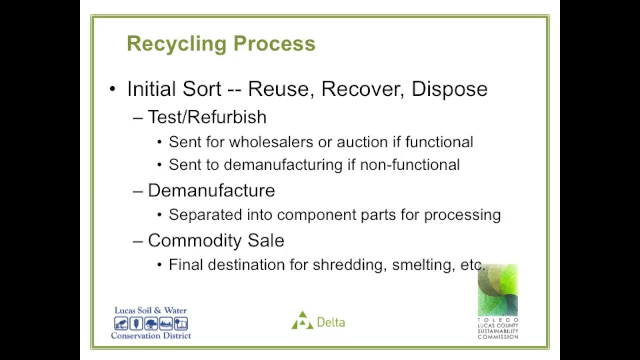 Recycling Process
• Initial Sort -- Reuse, Recover, Dispose
– Test/Refurbish
• Sent for wholesalers or auction if functional
• Sent to demanufacturing if non-functional
– Demanufacture
• Separated into component parts for processing
– Commodity Sale
• Final destination for shredding, smelting, etc.
Lucas Soil & Water
Conservation District
Delta
TOLEDO
LUCAS COUNTY
SUSTAINABILITY
COMMISSION